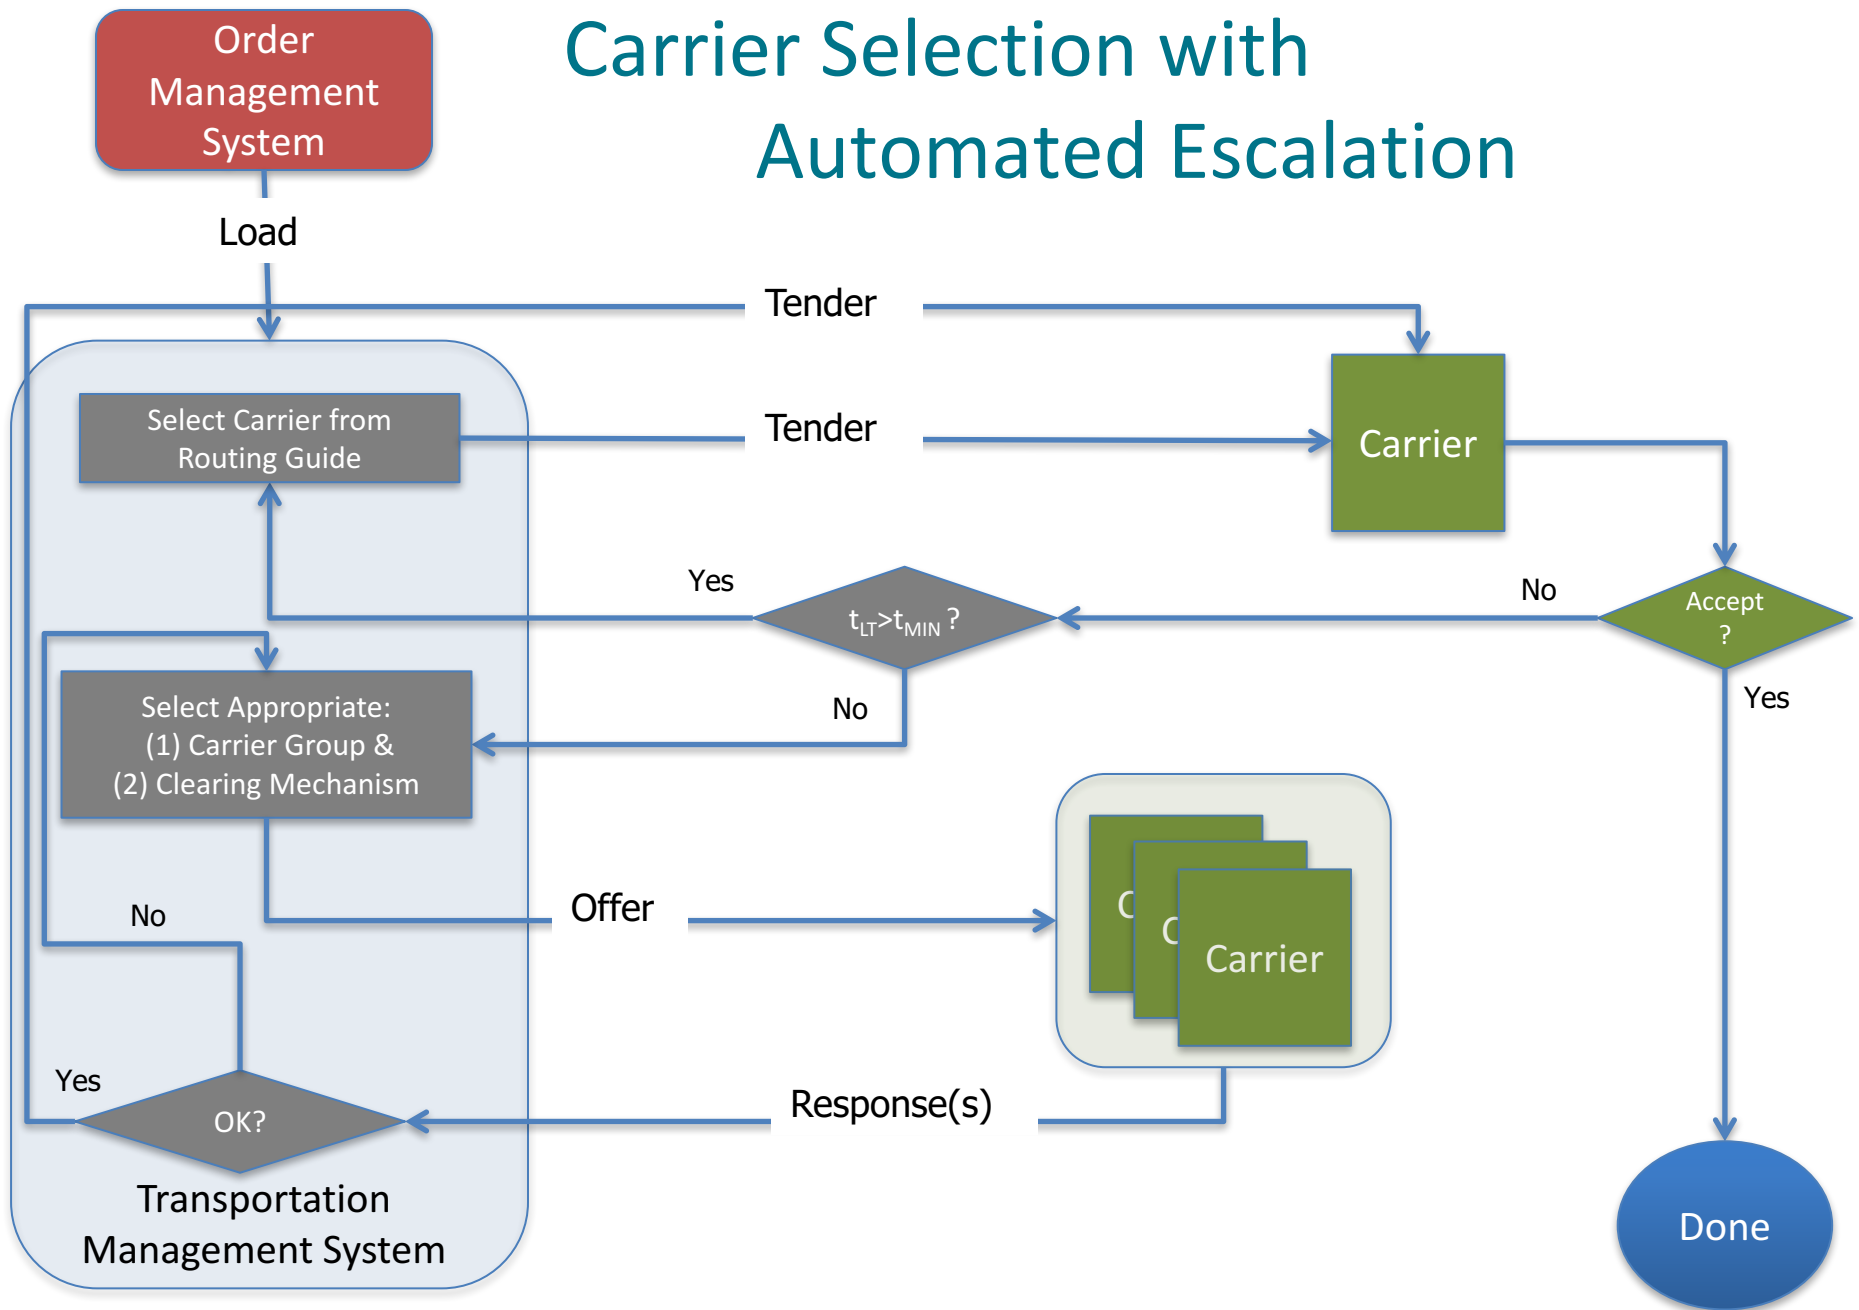 Carrier Selection with
Automated Escalation
Order
Management
System
Load
Tender
Select Carrier from
Routing Guide
Tender
Carrier
Yes
t_LT>t_MIN ?
No
Accept
?
No
Yes
Select Appropriate:
(1) Carrier Group &
(2) Clearing Mechanism
Offer
C
C
Carrier
No
Yes
OK?
Response(s)
Transportation
Management System
Done